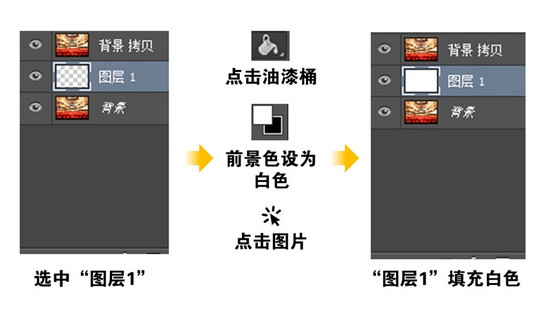 背景 拷贝
图层 1
背景
选中“图层1”
点击油漆桶
前景色设为
白色
点击图片
背景 拷贝
图层 1
背景
“图层1”填充白色